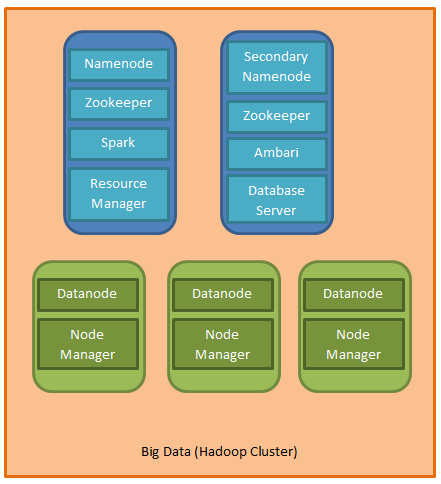 Namenode
Zookeeper
Spark
Resource
Manager
Secondary
Namenode
Zookeeper
Ambari
Database
Server
Datanode
Node
Manager
Datanode
Node
Manager
Datanode
Node
Manager
Big Data (Hadoop Cluster)